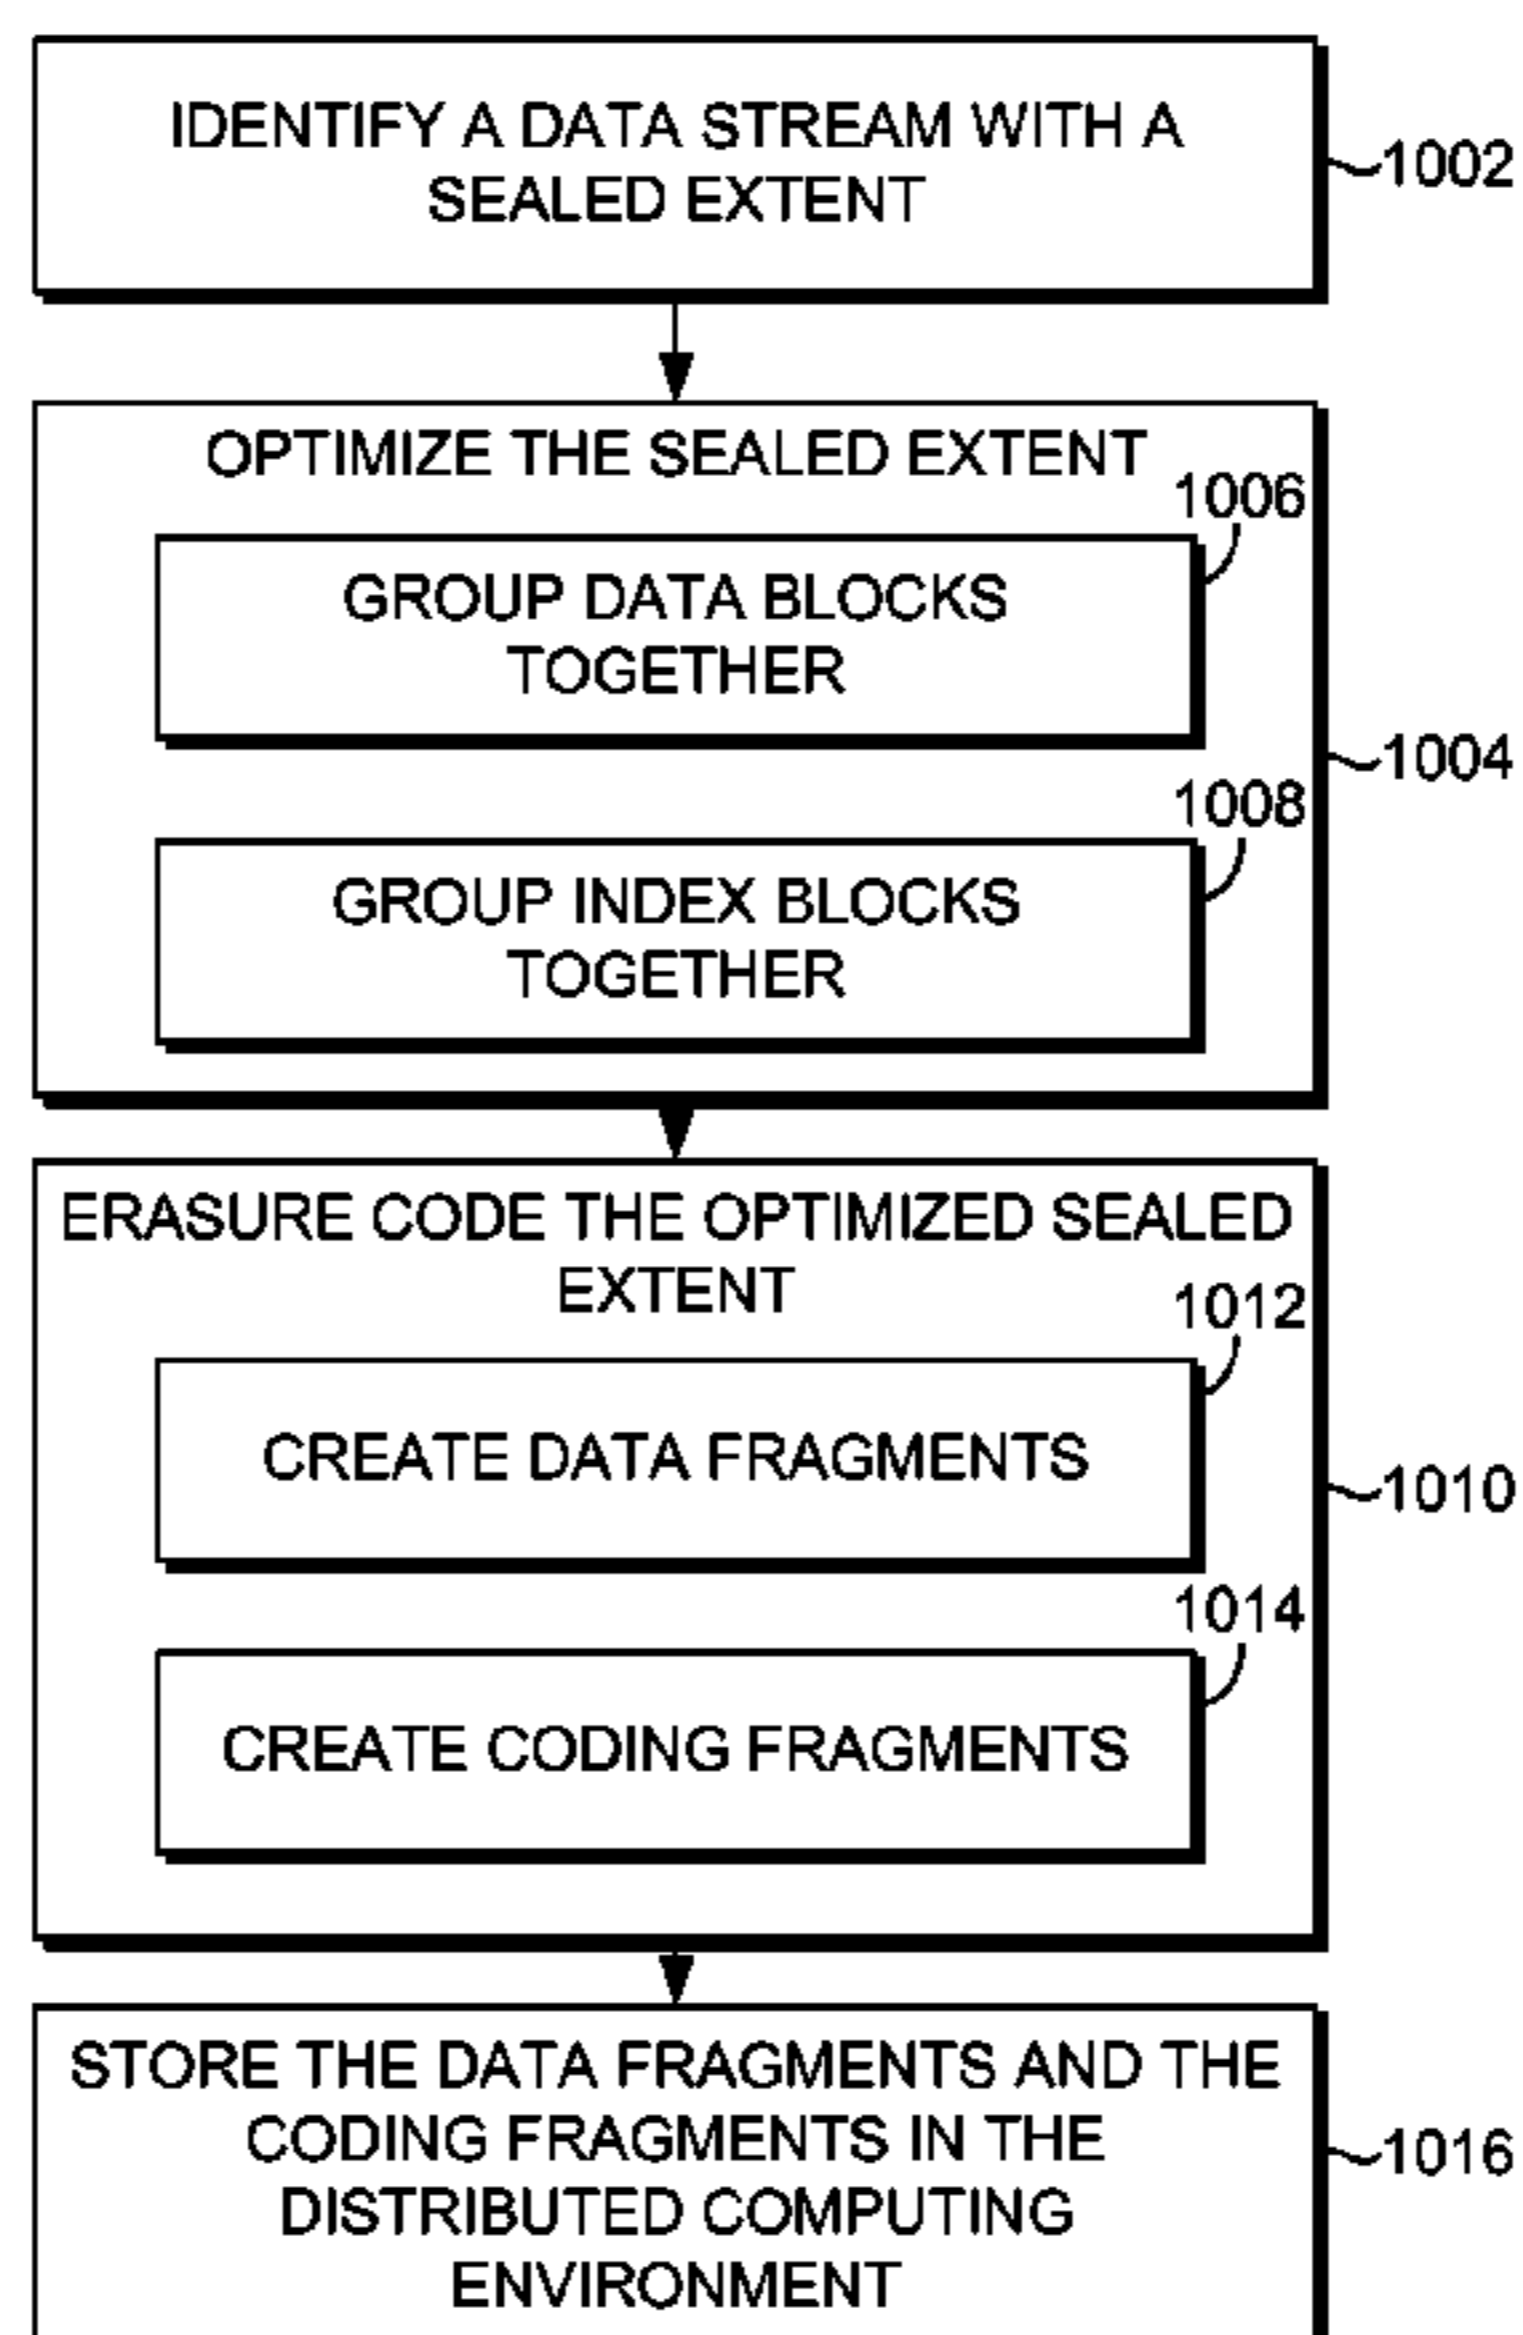 IDENTIFY A DATA STREAM WITH A
SEALED EXTENT
1002
OPTIMIZE THE SEALED EXTENT
1006
GROUP DATA BLOCKS
TOGETHER
1004
1008
GROUP INDEX BLOCKS
TOGETHER
ERASURE CODE THE OPTIMIZED SEALED
EXTENT
1012
CREATE DATA FRAGMENTS
1010
1014
CREATE CODING FRAGMENTS
STORE THE DATA FRAGMENTS AND THE
CODING FRAGMENTS IN THE
DISTRIBUTED COMPUTING
ENVIRONMENT
1016